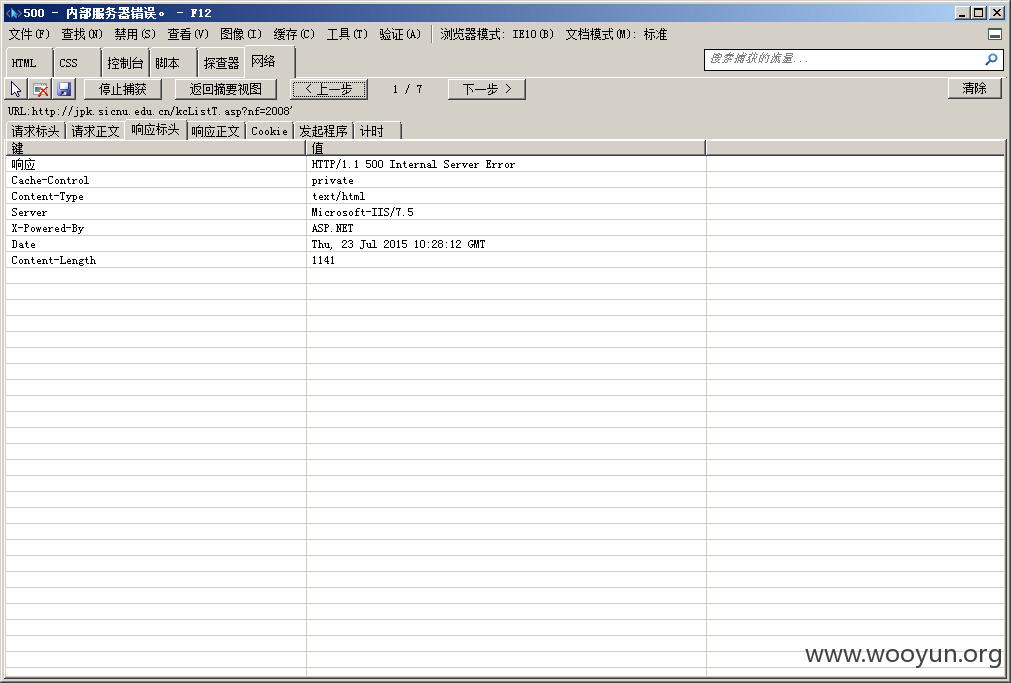 500 - 内部服务器错误。 - F12
文件(F) 查找(N) 禁用(S) 查看(V) 图像(I) 缓存(C) 工具(T) 验证(A) 浏览器模式: IE10(B) 文档模式(M): 标准
HTML CSS 控制台 脚本 探查器 网络 搜索捕获的流量...
停止捕获 返回摘要视图 < 上一步 1 / 7 下一步 > 清除
URL:http://jpk.sicnu.edu.cn/kcListT.asp?nf=2008'
请求标头 请求正文 响应标头 响应正文 Cookie 发起程序 计时
键 值
响应 HTTP/1.1 500 Internal Server Error
Cache-Control private
Content-Type text/html
Server Microsoft-IIS/7.5
X-Powered-By ASP.NET
Date Thu, 23 Jul 2015 10:28:12 GMT
Content-Length 1141
www.wooyun.org